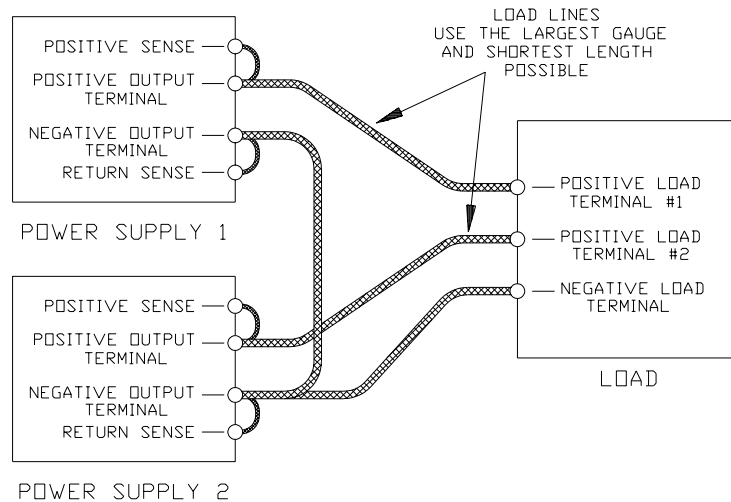 LOAD LINES
USE THE LARGEST GAUGE
AND SHORTEST LENGTH
POSSIBLE
POSITIVE SENSE
POSITIVE OUTPUT
TERMINAL
NEGATIVE OUTPUT
TERMINAL
RETURN SENSE
POWER SUPPLY 1
POSITIVE LOAD
TERMINAL #1
POSITIVE LOAD
TERMINAL #2
NEGATIVE LOAD
TERMINAL
LOAD
POSITIVE SENSE
POSITIVE OUTPUT
TERMINAL
NEGATIVE OUTPUT
TERMINAL
RETURN SENSE
POWER SUPPLY 2